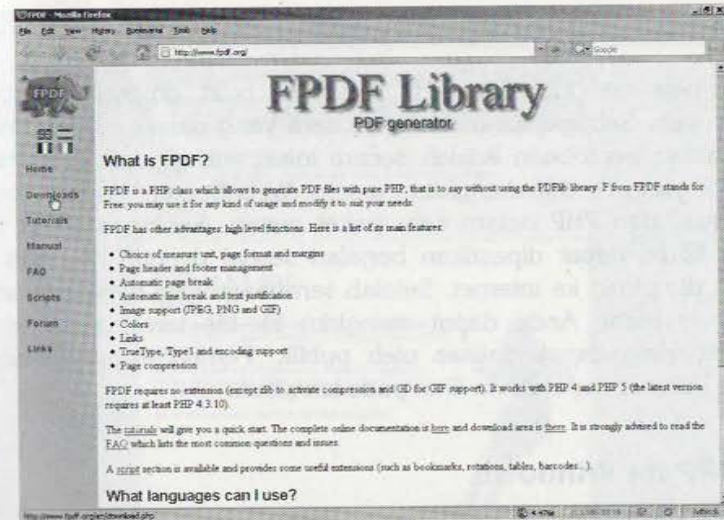 FPDF - Mozilla Firefox
File Edit View History Bookmarks Tools Help
http://www.fpdf.org/
Google
FPDF
FPDF Library
PDF generator
Home
Downloads
Tutorials
Manual
FAQ
Scripts
Forum
Links
What is FPDF?
FPDF is a PHP class which allows to generate PDF files with pure PHP, that is to say without using the PDFlib library. F from FPDF stands for
Free: you may use it for any kind of usage and modify it to suit your needs.
FPDF has other advantages: high level functions. Here is a list of its main features:
• Choice of measure unit, page format and margins
• Page header and footer management
• Automatic page break
• Automatic line break and text justification
• Image support (JPEG, PNG and GIF)
• Colors
• Links
• TrueType, Type1 and encoding support
• Page compression
FPDF requires no extension (except zlib to activate compression and GD for GIF support). It works with PHP 4 and PHP 5 (the latest version
requires at least PHP 4.3.10).
The tutorials will give you a quick start. The complete online documentation is here and download area is there. It is strongly advised to read the
FAQ which lists the most common questions and issues.
A script section is available and provides some useful extensions (such as bookmarks, rotations, tables, barcodes...).
What languages can I use?
http://www.fpdf.org/en/download.php